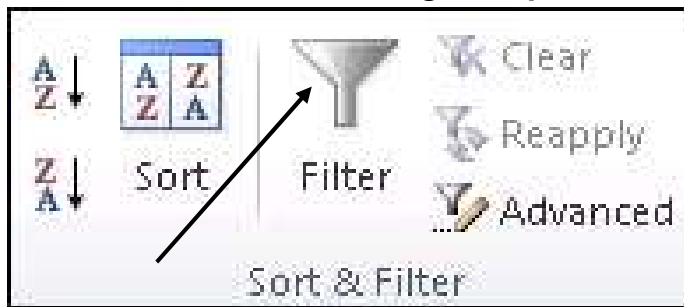 Clear
Sort
Filter
Reapply
Advanced
Sort & Filter